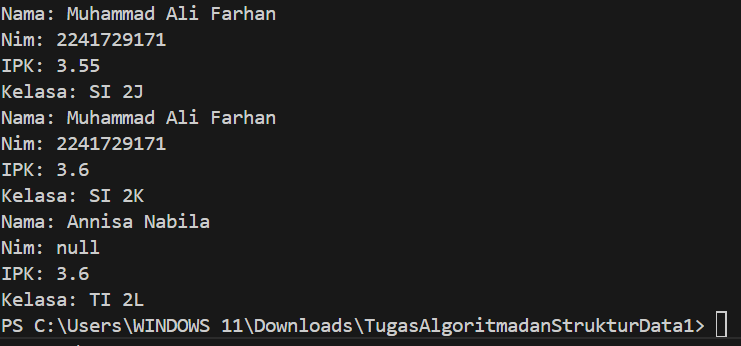 Nama: Muhammad Ali Farhan
Nim: 2241729171
IPK: 3.55
Kelasa: SI 2J
Nama: Muhammad Ali Farhan
Nim: 2241729171
IPK: 3.6
Kelasa: SI 2K
Nama: Annisa Nabila
Nim: null
IPK: 3.6
Kelasa: TI 2L
PS C:\Users\WINDOWS 11\Downloads\TugasAlgoritmadanStrukturData1>